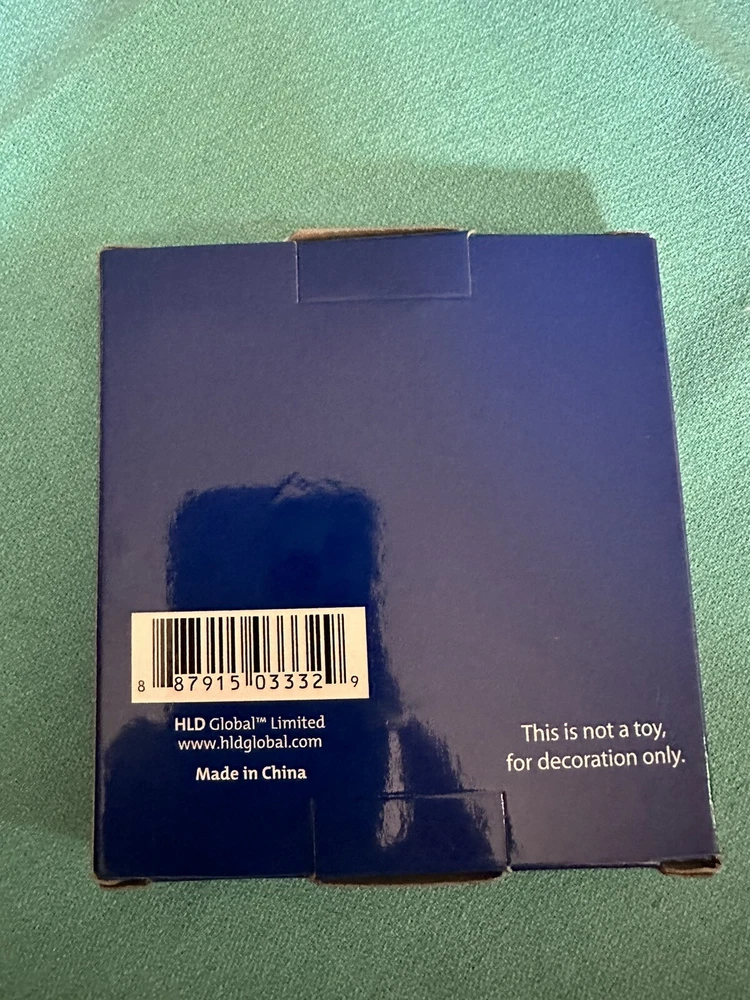 8 87915 03332 9
HLD Global™ Limited
www.hldglobal.com
Made in China
This is not a toy,
for decoration only.